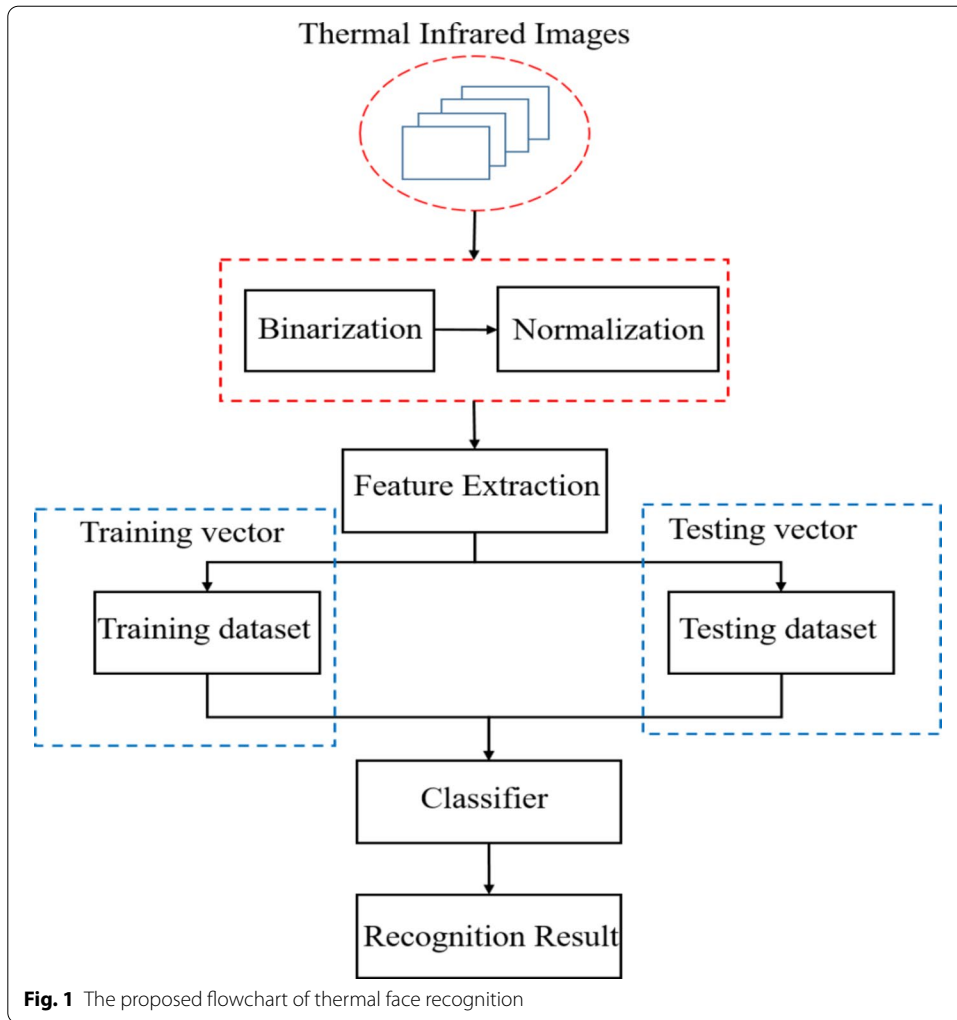 Thermal Infrared Images
Binarization
Normalization
Feature Extraction
Training vector
Testing vector
Training dataset
Testing dataset
Classifier
Recognition Result
Fig. 1 The proposed flowchart of thermal face recognition